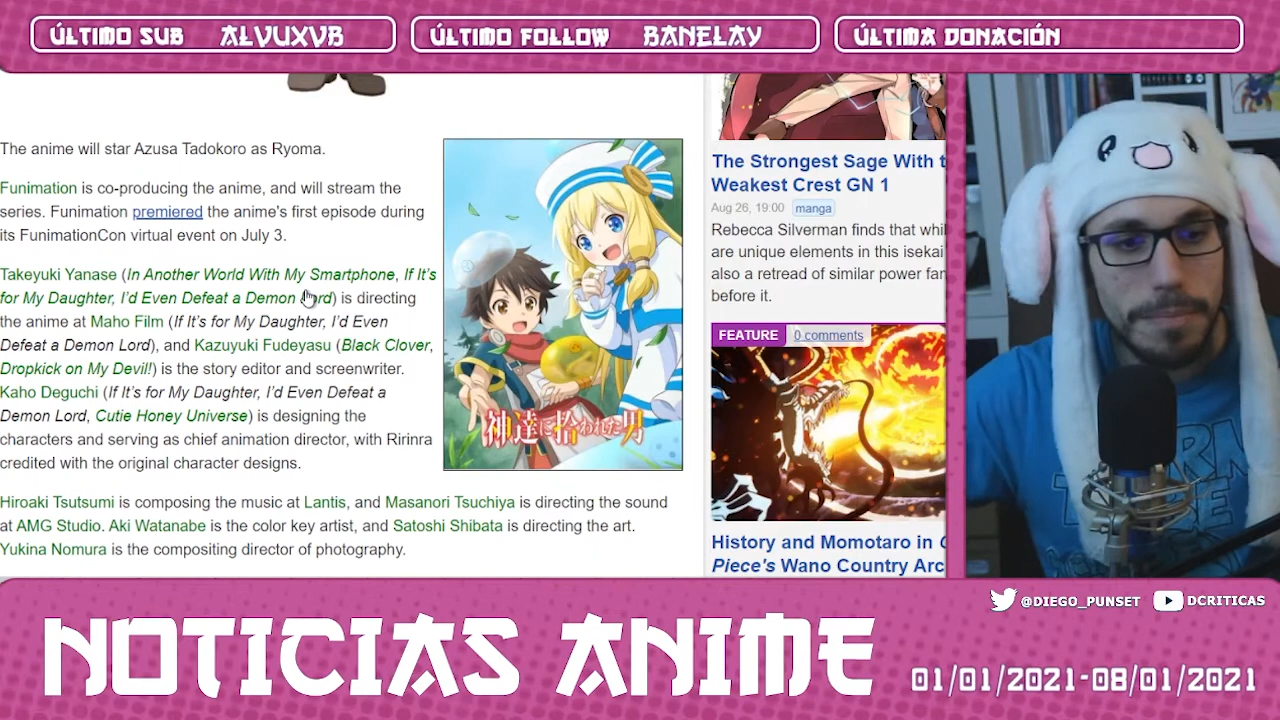 ÚLTIMO SUB ALVUXVB
ÚLTIMO FOLLOW BANELAY
ÚLTIMA DONACIÓN
The anime will star Azusa Tadokoro as Ryoma.
Funimation is co-producing the anime, and will stream the
series. Funimation premiered the anime's first episode during
its FunimationCon virtual event on July 3.
Takeyuki Yanase (In Another World With My Smartphone, If It's
for My Daughter, I'd Even Defeat a Demon Lord) is directing
the anime at Maho Film (If It's for My Daughter, I'd Even
Defeat a Demon Lord), and Kazuyuki Fudeyasu (Black Clover,
Dropkick on My Devil!) is the story editor and screenwriter.
Kaho Deguchi (If It's for My Daughter, I'd Even Defeat a
Demon Lord, Cutie Honey Universe) is designing the
characters and serving as chief animation director, with Ririnra
credited with the original character designs.
Hiroaki Tsutsumi is composing the music at Lantis, and Masanori Tsuchiya is directing the sound
at AMG Studio. Aki Watanabe is the color key artist, and Satoshi Shibata is directing the art.
Yukina Nomura is the compositing director of photography.
神達に拾われた男
The Strongest Sage With t
Weakest Crest GN 1
Aug 26, 19:00 manga
Rebecca Silverman finds that whil
are unique elements in this isekai
also a retread of similar power fan
before it.
FEATURE 0 comments
History and Momotaro in
Piece's Wano Country Arc
@DIEGO_PUNSET DCRITICAS
NOTICIAS ANIME
01/01/2021-08/01/2021